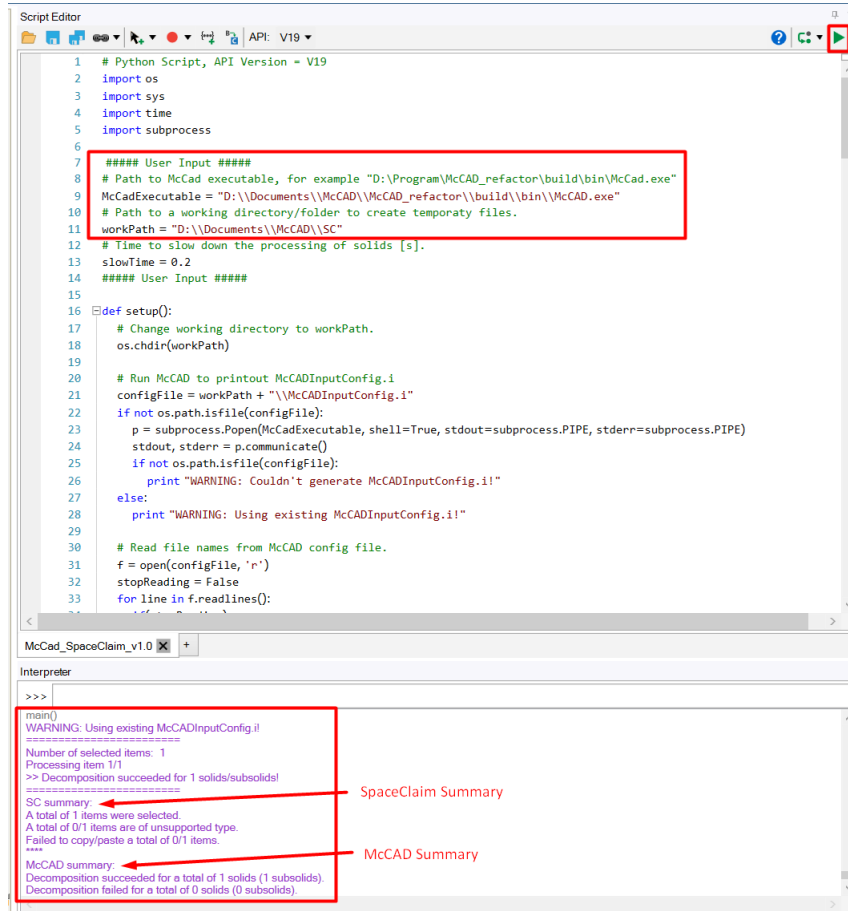 Script Editor
API: V19
1 # Python Script, API Version = V19
2 import os
3 import sys
4 import time
5 import subprocess
6
7 ##### User Input #####
8 # Path to McCad executable, for example "D:\Program\McCAD_refactor\build\bin\McCad.exe"
9 McCadExecutable = "D:\\Documents\\McCAD\\McCAD_refactor\\build\\bin\\McCAD.exe"
10 # Path to a working directory/folder to create temporaty files.
11 workPath = "D:\\Documents\\McCAD\\SC"
12 # Time to slow down the processing of solids [s].
13 slowTime = 0.2
14 ##### User Input #####
15
16 def setup():
17 # Change working directory to workPath.
18 os.chdir(workPath)
19
20 # Run McCAD to printout McCADInputConfig.i
21 configFile = workPath + "\\McCADInputConfig.i"
22 if not os.path.isfile(configFile):
23 p = subprocess.Popen(McCadExecutable, shell=True, stdout=subprocess.PIPE, stderr=subprocess.PIPE)
24 stdout, stderr = p.communicate()
25 if not os.path.isfile(configFile):
26 print "WARNING: Couldn't generate McCADInputConfig.i!"
27 else:
28 print "WARNING: Using existing McCADInputConfig.i!"
29
30 # Read file names from McCAD config file.
31 f = open(configFile, 'r')
32 stopReading = False
33 for line in f.readlines():
McCad_SpaceClaim_v1.0
Interpreter
>>>
main()
WARNING: Using existing McCADInputConfig.i!
========================
Number of selected items: 1
Processing item 1/1
>> Decomposition succeeded for 1 solids/subsolids!
========================
SC summary:
SpaceClaim Summary
A total of 1 items were selected.
A total of 0/1 items are of unsupported type.
Failed to copy/paste a total of 0/1 items.
****
McCAD summary:
McCAD Summary
Decomposition succeeded for a total of 1 solids (1 subsolids).
Decomposition failed for a total of 0 solids (0 subsolids).